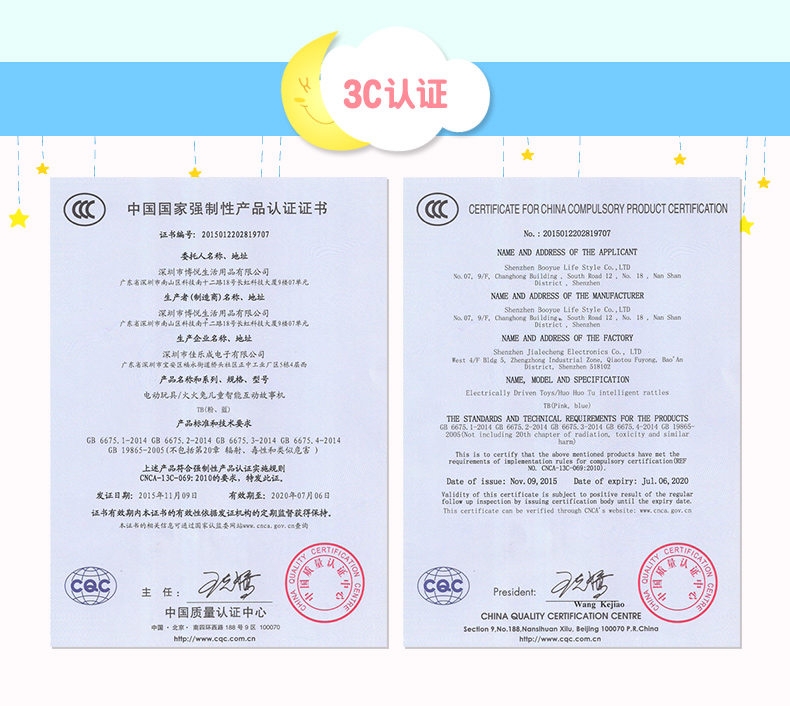 3C认证
中国国家强制性产品认证证书
证书编号: 2015012202819707
委托人名称、地址
深圳市博悦生活用品有限公司
广东省深圳市南山区科技南十二路18号长虹科技大厦9楼07单元
生产者(制造商)名称、地址
深圳市博悦生活用品有限公司
广东省深圳市南山区科技南十二路18号长虹科技大厦9楼07单元
生产企业名称、地址
深圳市佳乐成电子有限公司
广东省深圳市宝安区福永街道桥头社区正中工业厂区5栋4层西
产品名称和系列、规格、型号
电动玩具/火火兔儿童智能互动故事机
TB(粉、蓝)
产品标准和技术要求
GB 6675.1-2014 GB 6675.2-2014 GB 6675.3-2014 GB 6675.4-2014
GB 19865-2005(不包括第20章 辐射、毒性和类似危害 )
上述产品符合强制性产品认证实施规则
CNCA-13C-069:2010的要求，特发此证。
发证日期: 2015年11月09日 有效期至: 2020年07月06日
证书有效期内本证书的有效性依据发证机构的定期监督获得保持。
本证书的相关信息可通过国家认监委网站www.cnca.gov.cn查询
CQC
主 任:
中国质量认证中心
CHINA QUALITY CERTIFICATION CENTRE
中国质量认证中心
中国·北京·南四环西路 188 号 9 区 100070
http://www.cqc.com.cn
CERTIFICATE FOR CHINA COMPULSORY PRODUCT CERTIFICATION
No.: 2015012202819707
NAME AND ADDRESS OF THE APPLICANT
Shenzhen Booyue Life Style Co.,LTD
No.07, 9/F, Changhong Building , South Road 12 , No. 18 , Nan Shan
District , Shenzhen
NAME AND ADDRESS OF THE MANUFACTURER
Shenzhen Booyue Life Style Co.,LTD
No.07, 9/F, Changhong Building, South Road 12 , No. 18 , Nan Shan
District , Shenzhen
NAME AND ADDRESS OF THE FACTORY
Shenzhen Jialecheng Electronics Co., LTD
West 4/F Bldg 5, Zhengzhong Industrial Zone, Qiaotou Fuyong, Bao'An
District, Shenzhen 518102
NAME, MODEL AND SPECIFICATION
Electrically Driven Toys/Huo Huo Tu intelligent rattles
TB(Pink, blue)
THE STANDARDS AND TECHNICAL REQUIREMENTS FOR THE PRODUCTS
GB 6675.1-2014 GB 6675.2-2014 GB 6675.3-2014 GB 6675.4-2014 GB 19865-
2005(Not including 20th chapter of radiation, toxicity and similar
harm)
This is to certify that the above mentioned products have met the
requirements of implementation rules for compulsory certification(REF
NO. CNCA-13C-069:2010).
Date of issue: Nov.09,2015 Date of expiry: Jul.06,2020
Validity of this certificate is subject to positive result of the regular
follow up inspection by issuing certification body until the expiry date.
This certificate can be verified through CNCA's website: www.cnca.gov.cn
CQC
President:
Wang Kejiao
CHINA QUALITY CERTIFICATION CENTRE
CHINA QUALITY CERTIFICATION CENTRE
中国质量认证中心
Section 9,No.188,Nansihuan Xilu, Beijing 100070 P.R.China
http://www.cqc.com.cn